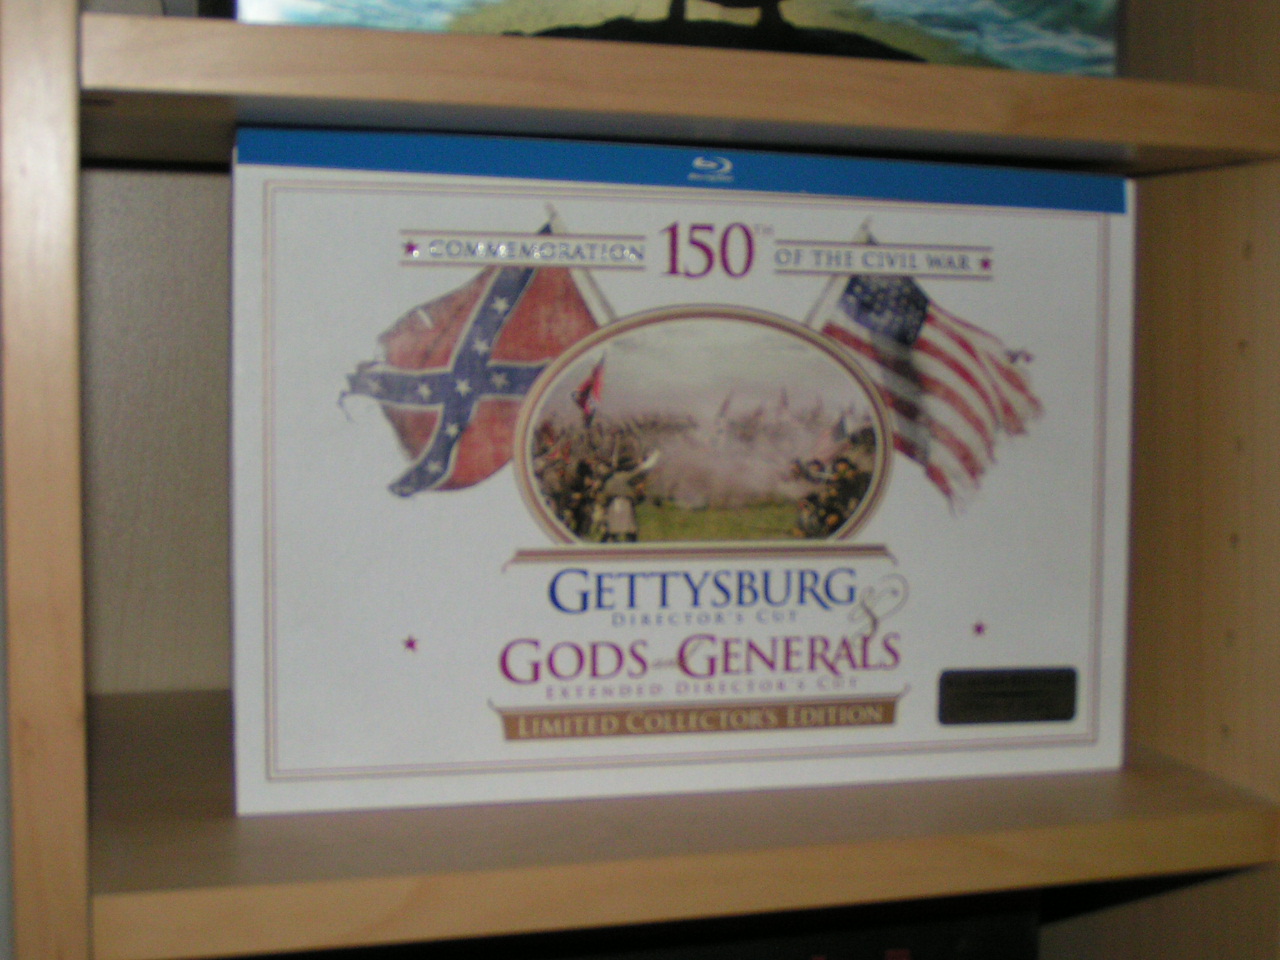 COMMEMORATION 150TH OF THE CIVIL WAR
GETTYSBURG &
DIRECTOR'S CUT
GODS and GENERALS
EXTENDED DIRECTOR'S CUT
LIMITED COLLECTOR'S EDITION